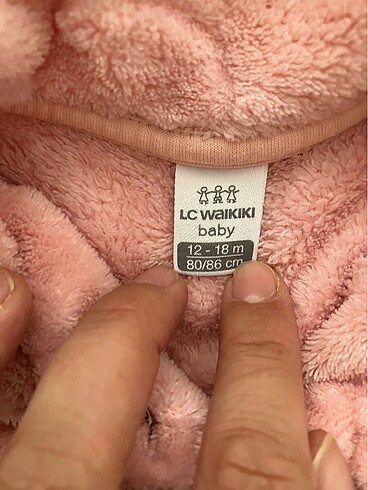 LC WAIKIKI
baby
12 - 18 m
80/86 cm